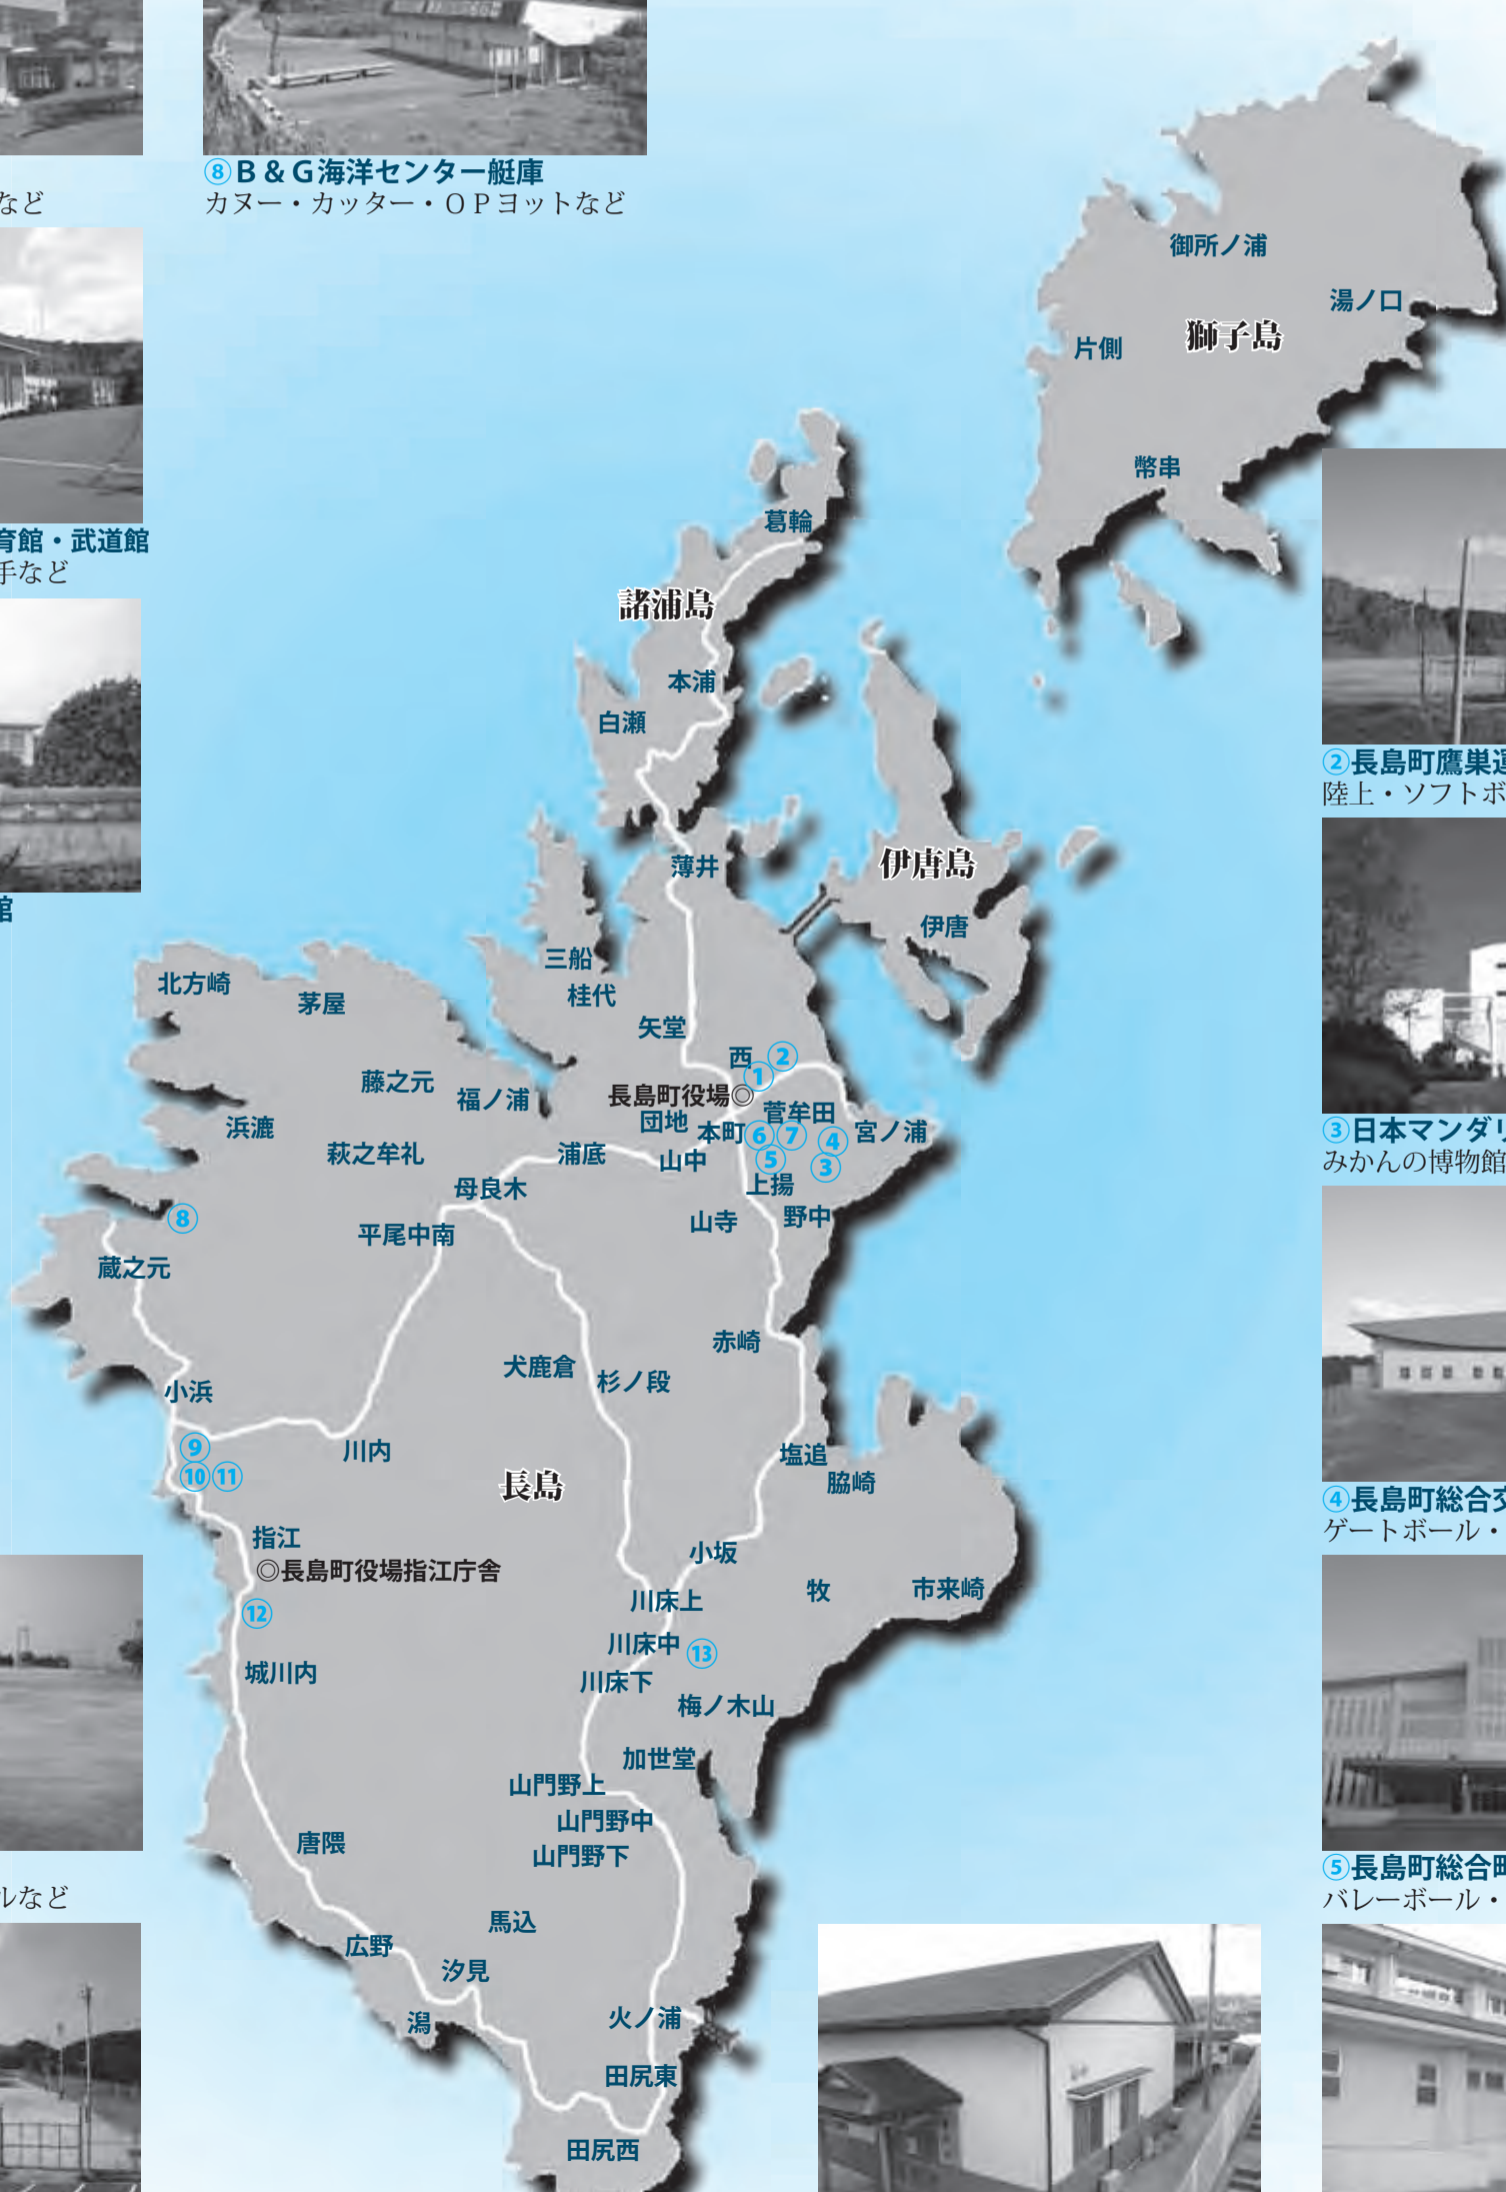 ⑧B＆G海洋センター艇庫
カヌー・カッター・OPヨットなど
など
育館・武道館
手など
館
ルなど
御所ノ浦
湯ノ口
獅子島
片側
幣串
葛輪
諸浦島
本浦
白瀬
薄井
伊唐島
伊唐
三船
桂代
北方崎
茅屋
矢堂
西
②
①
長島町役場◎
藤之元
福ノ浦
団地
菅牟田
本町
⑥
⑦
④
宮ノ浦
浜漉
萩之牟礼
浦底
山中
⑤
③
上揚
母良木
⑧
平尾中南
山寺
野中
蔵之元
赤崎
犬鹿倉
杉ノ段
小浜
⑨
⑩
⑪
川内
長島
塩追
脇崎
指江
◎長島町役場指江庁舎
小坂
⑫
川床上
牧
市来崎
川床中
⑬
城川内
川床下
梅ノ木山
加世堂
山門野上
山門野中
山門野下
唐隈
馬込
広野
汐見
潟
火ノ浦
田尻東
田尻西
②長島町鷹巣運
陸上・ソフトボ
③日本マンダリ
みかんの博物館
④長島町総合交
ゲートボール・
⑤長島町総合町
バレーボール・